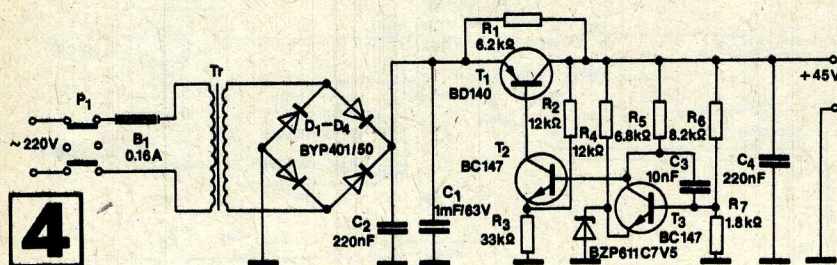 R1
6.2kΩ
Tr
T1
BD140
+45V
P1
R2
12kΩ
R4
12kΩ
R5
6.8kΩ
R6
8.2kΩ
D1-D4
BYP401/50
~220V
B1
0.16A
T2
BC147
C3
10nF
C4
220nF
C1
1mF/63V
C2
220nF
R3
33kΩ
T3
BC147
R7
1.8kΩ
BZP611C7V5
4